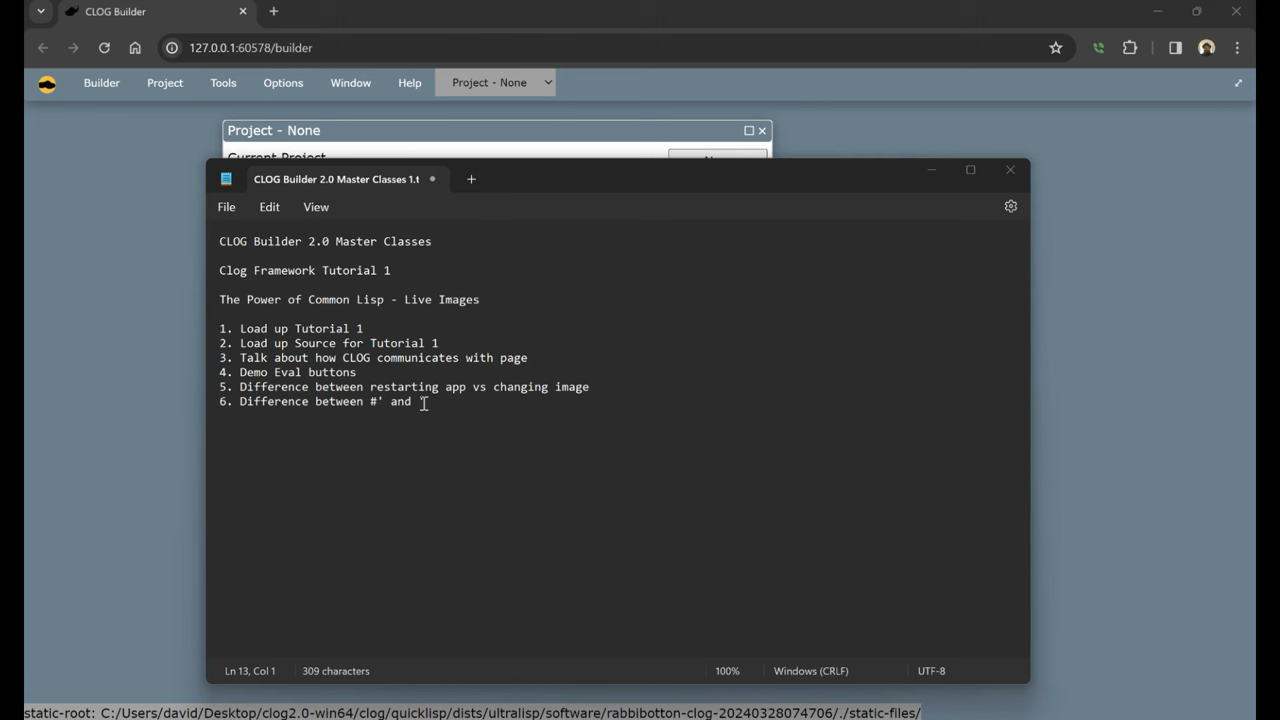 CLOG Builder
127.0.0.1:60578/builder
Builder Project Tools Options Window Help Project - None
Project - None
Current Project
CLOG Builder 2.0 Master Classes 1.t
File Edit View
CLOG Builder 2.0 Master Classes
Clog Framework Tutorial 1
The Power of Common Lisp - Live Images
1. Load up Tutorial 1
2. Load up Source for Tutorial 1
3. Talk about how CLOG communicates with page
4. Demo Eval buttons
5. Difference between restarting app vs changing image
6. Difference between #' and '
Ln 13, Col 1 309 characters 100% Windows (CRLF) UTF-8
static-root: C:/Users/david/Desktop/clog2.0-win64/clog/quicklisp/dists/ultralisp/software/rabbibotton-clog-20240328074706/./static-files/